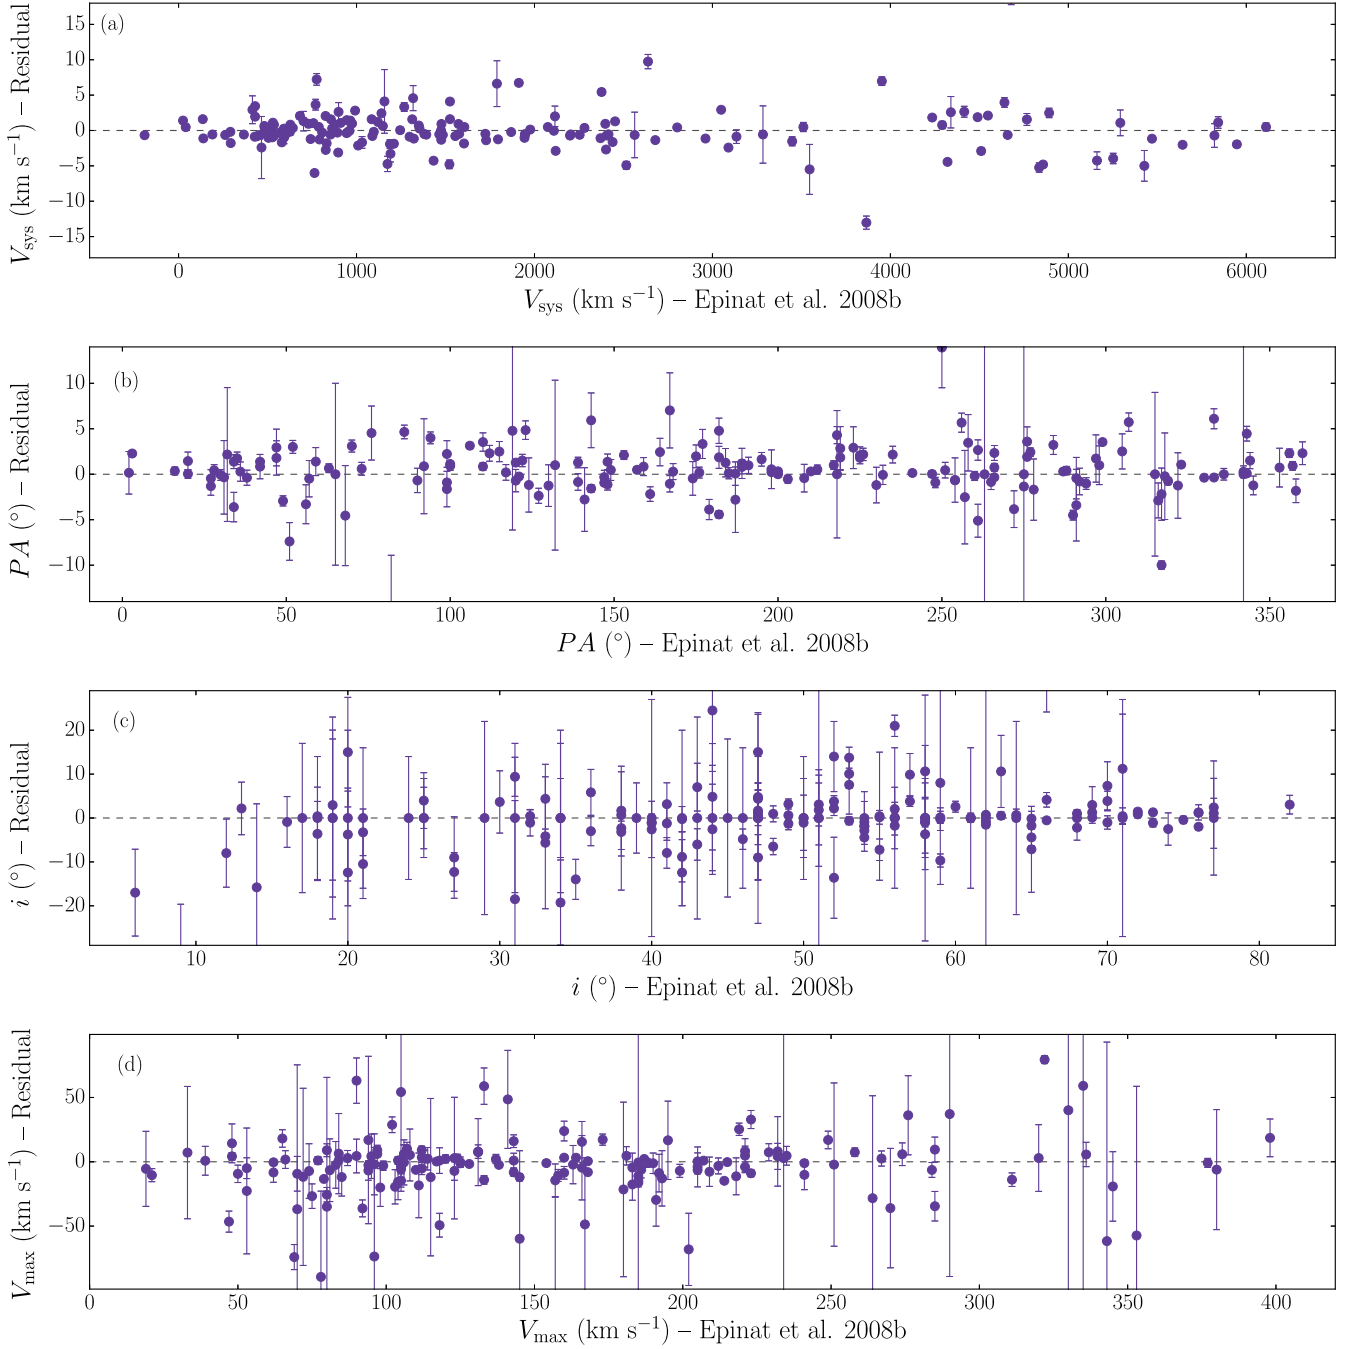 (a)
15
10
5
0
−5
−10
−15
V_sys (km s⁻¹) – Residual
0 1000 2000 3000 4000 5000 6000
V_sys (km s⁻¹) – Epinat et al. 2008b
(b)
10
5
0
−5
−10
PA (°) – Residual
0 50 100 150 200 250 300 350
PA (°) – Epinat et al. 2008b
(c)
20
10
0
−10
−20
i (°) – Residual
10 20 30 40 50 60 70 80
i (°) – Epinat et al. 2008b
(d)
50
0
−50
V_max (km s⁻¹) – Residual
0 50 100 150 200 250 300 350 400
V_max (km s⁻¹) – Epinat et al. 2008b